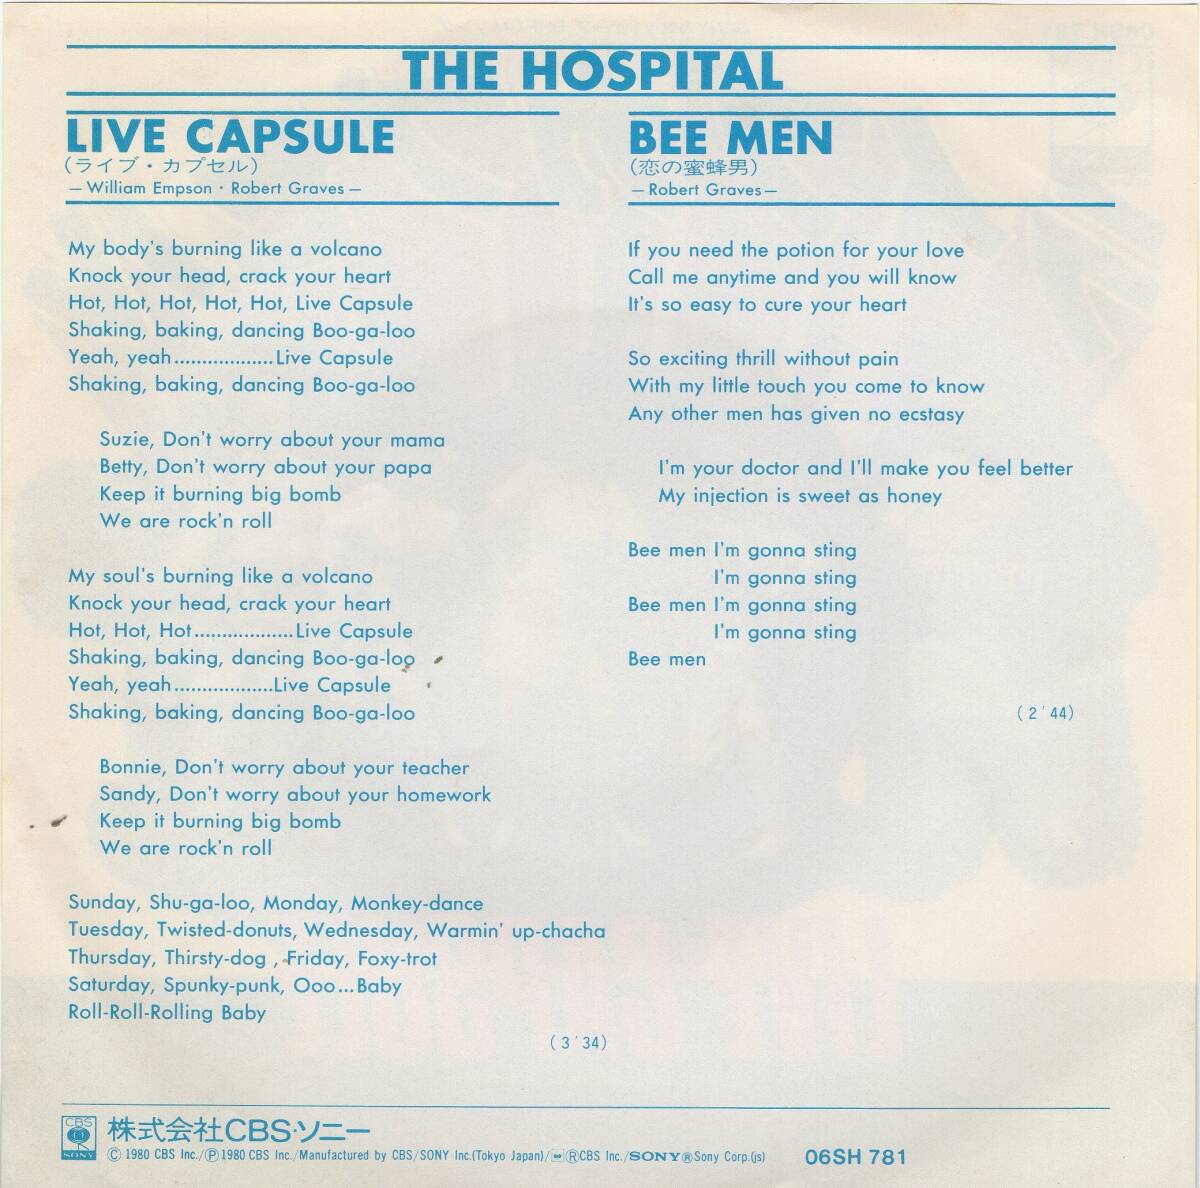 THE HOSPITAL
LIVE CAPSULE
(ライブ・カプセル)
— William Empson · Robert Graves —
My body's burning like a volcano
Knock your head, crack your heart
Hot, Hot, Hot, Hot, Hot, Live Capsule
Shaking, baking, dancing Boo-ga-loo
Yeah, yeah..................Live Capsule
Shaking, baking, dancing Boo-ga-loo
Suzie, Don't worry about your mama
Betty, Don't worry about your papa
Keep it burning big bomb
We are rock'n roll
My soul's burning like a volcano
Knock your head, crack your heart
Hot, Hot, Hot..................Live Capsule
Shaking, baking, dancing Boo-ga-loo
Yeah, yeah..................Live Capsule
Shaking, baking, dancing Boo-ga-loo
Bonnie, Don't worry about your teacher
Sandy, Don't worry about your homework
Keep it burning big bomb
We are rock'n roll
Sunday, Shu-ga-loo, Monday, Monkey-dance
Tuesday, Twisted-donuts, Wednesday, Warmin' up-chacha
Thursday, Thirsty-dog , Friday, Foxy-trot
Saturday, Spunky-punk, Ooo...Baby
Roll-Roll-Rolling Baby
(3'34)
BEE MEN
(恋の蜜蜂男)
— Robert Graves —
If you need the potion for your love
Call me anytime and you will know
It's so easy to cure your heart
So exciting thrill without pain
With my little touch you come to know
Any other men has given no ecstasy
I'm your doctor and I'll make you feel better
My injection is sweet as honey
Bee men I'm gonna sting
I'm gonna sting
Bee men I'm gonna sting
I'm gonna sting
Bee men
(2'44)
CBS
SONY
株式会社CBS・ソニー
Ⓒ 1980 CBS Inc./Ⓟ1980 CBS Inc./Manufactured by CBS/SONY Inc.(Tokyo Japan)/ⓇCBS Inc./SONYⓇSony Corp.(js)
06SH 781